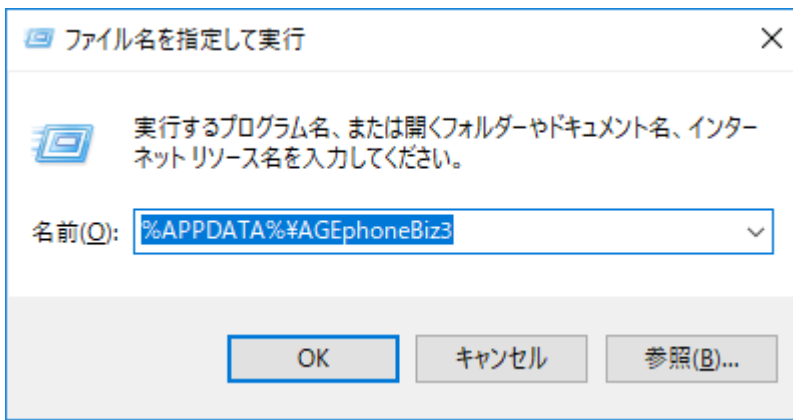 ファイル名を指定して実行
実行するプログラム名、または開くフォルダーやドキュメント名、インター
ネット リソース名を入力してください。
名前(O): %APPDATA%¥AGEphoneBiz3
OK キャンセル 参照(B)...